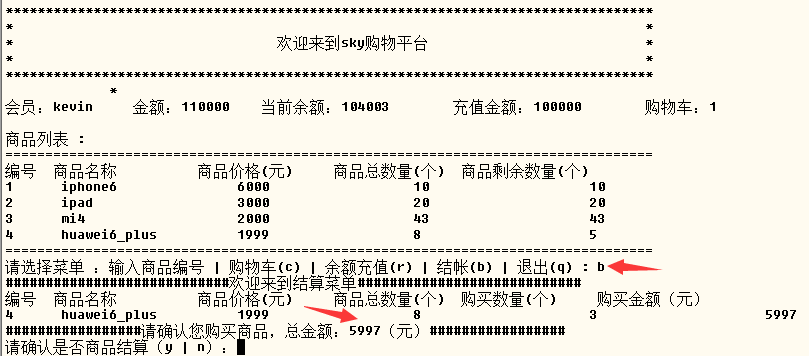 *********************************************************************************
*                                                                               *
*                                 欢迎来到sky购物平台                           *
*                                                                               *
*********************************************************************************
*
会员：kevin 金额：110000 当前余额：104003 充值金额：100000 购物车：1
商品列表 :
=================================================================================
编号 商品名称 商品价格(元) 商品总数量(个) 商品剩余数量(个)
1 iphone6 6000 10 10
2 ipad 3000 20 20
3 mi4 2000 43 43
4 huawei6_plus 1999 8 5
=================================================================================
请选择菜单 ：输入商品编号 | 购物车(c) | 余额充值(r) | 结帐(b) | 退出(q) : b
############################欢迎来到结算菜单############################
编号 商品名称 商品价格(元) 商品总数量(个) 购买数量(个) 购买金额（元）
4 huawei6_plus 1999 8 3 5997
#################请确认您购买商品，总金额：5997（元）#################
请确认是否商品结算（y | n）：